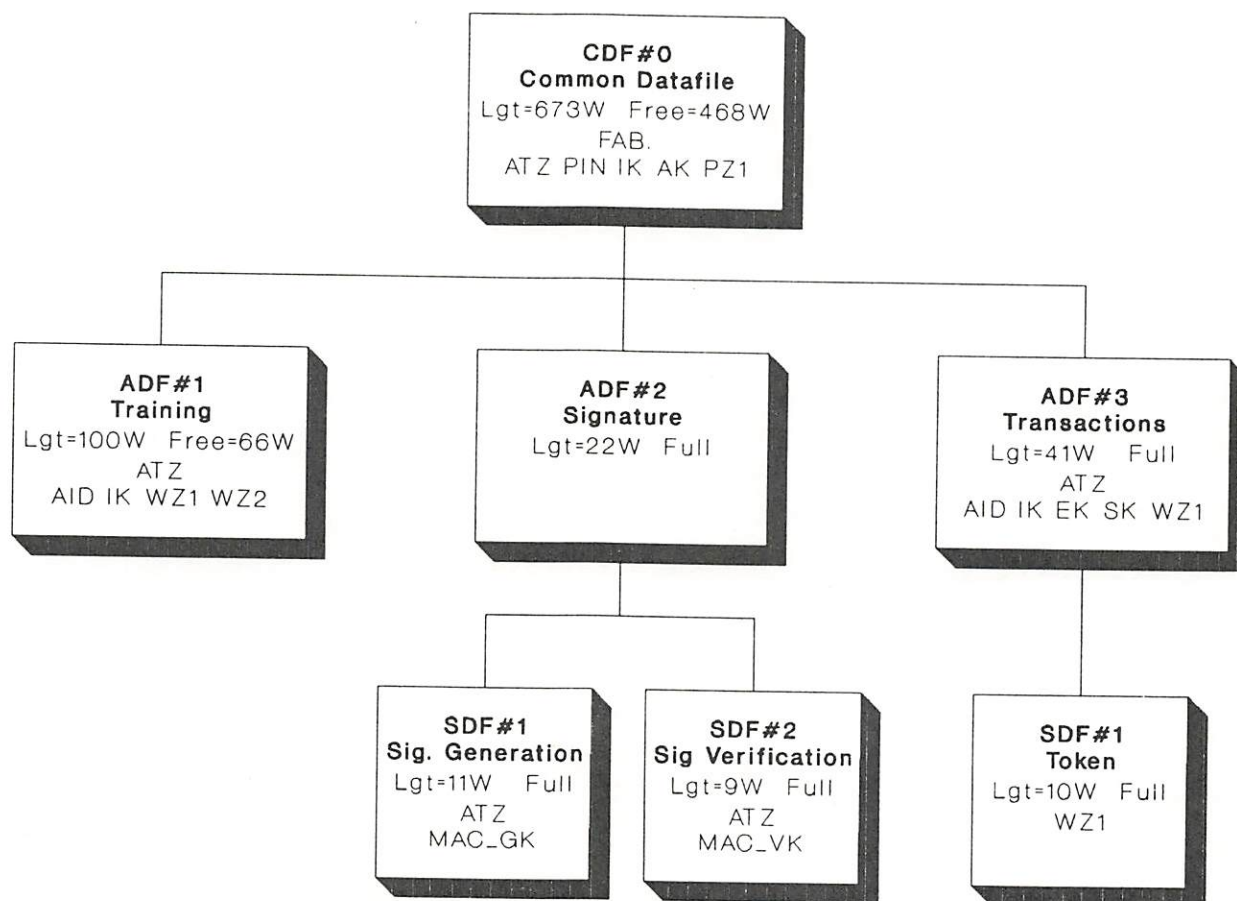 CDF#0
Common Datafile
Lgt=673W Free=468W
FAB.
ATZ PIN IK AK PZ1
ADF#1
Training
Lgt=100W Free=66W
ATZ
AID IK WZ1 WZ2
ADF#2
Signature
Lgt=22W Full
ADF#3
Transactions
Lgt=41W Full
ATZ
AID IK EK SK WZ1
SDF#1
Sig. Generation
Lgt=11W Full
ATZ
MAC_GK
SDF#2
Sig Verification
Lgt=9W Full
ATZ
MAC_VK
SDF#1
Token
Lgt=10W Full
WZ1